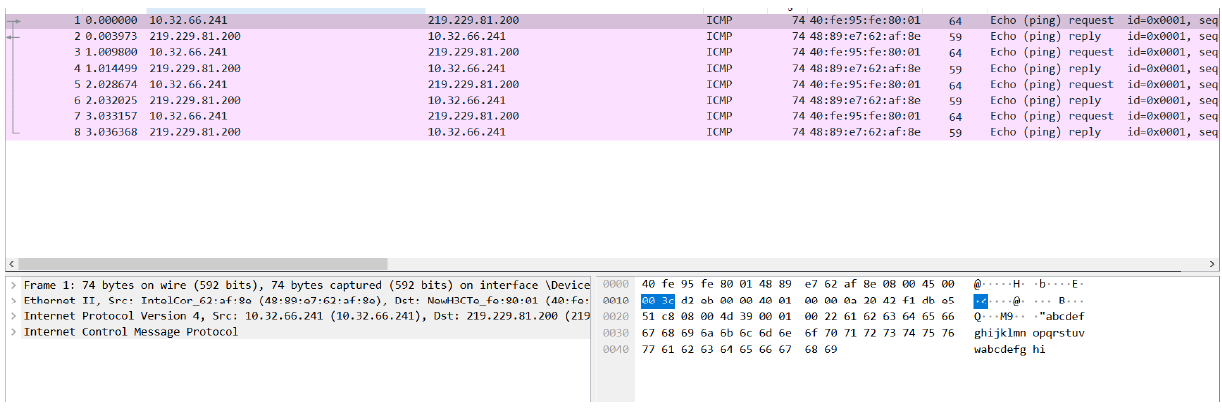 1 0.000000 10.32.66.241 219.229.81.200 ICMP 74 40:fe:95:fe:80:01 64 Echo (ping) request id=0x0001, seq
2 0.003973 219.229.81.200 10.32.66.241 ICMP 74 48:89:e7:62:af:8e 59 Echo (ping) reply id=0x0001, seq
3 1.009800 10.32.66.241 219.229.81.200 ICMP 74 40:fe:95:fe:80:01 64 Echo (ping) request id=0x0001, seq
4 1.014499 219.229.81.200 10.32.66.241 ICMP 74 48:89:e7:62:af:8e 59 Echo (ping) reply id=0x0001, seq
5 2.028674 10.32.66.241 219.229.81.200 ICMP 74 40:fe:95:fe:80:01 64 Echo (ping) request id=0x0001, seq
6 2.032025 219.229.81.200 10.32.66.241 ICMP 74 48:89:e7:62:af:8e 59 Echo (ping) reply id=0x0001, seq
7 3.033157 10.32.66.241 219.229.81.200 ICMP 74 40:fe:95:fe:80:01 64 Echo (ping) request id=0x0001, seq
8 3.036368 219.229.81.200 10.32.66.241 ICMP 74 48:89:e7:62:af:8e 59 Echo (ping) reply id=0x0001, seq
Frame 1: 74 bytes on wire (592 bits), 74 bytes captured (592 bits) on interface \Device
Ethernet II, Src: IntelCor_62:af:8e (48:89:e7:62:af:8e), Dst: NewH3CTe_fe:80:01 (40:fe:
Internet Protocol Version 4, Src: 10.32.66.241 (10.32.66.241), Dst: 219.229.81.200 (219
Internet Control Message Protocol
0000 40 fe 95 fe 80 01 48 89 e7 62 af 8e 08 00 45 00 @·····H· ·b····E·
0010 00 3c d2 eb 00 00 40 01 00 00 0a 20 42 f1 db e5 ·<····@· ··· B···
0020 51 c8 08 00 4d 39 00 01 00 22 61 62 63 64 65 66 Q···M9·· ·"abcdef
0030 67 68 69 6a 6b 6c 6d 6e 6f 70 71 72 73 74 75 76 ghijklmn opqrstuv
0040 77 61 62 63 64 65 66 67 68 69 wabcdefg hi